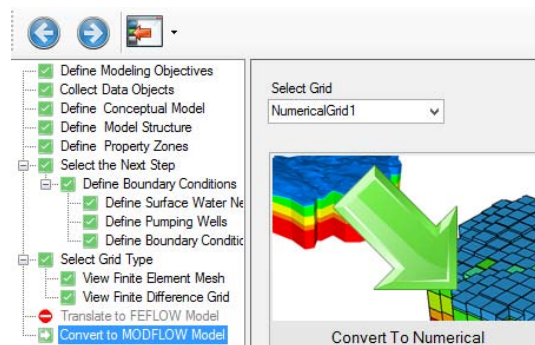 Define Modeling Objectives
Collect Data Objects
Define Conceptual Model
Define Model Structure
Define Property Zones
Select the Next Step
Define Boundary Conditions
Define Surface Water Ne
Define Pumping Wells
Define Boundary Conditic
Select Grid Type
View Finite Element Mesh
View Finite Difference Grid
Translate to FEFLOW Model
Convert to MODFLOW Model
Select Grid
NumericalGrid1
Convert To Numerical